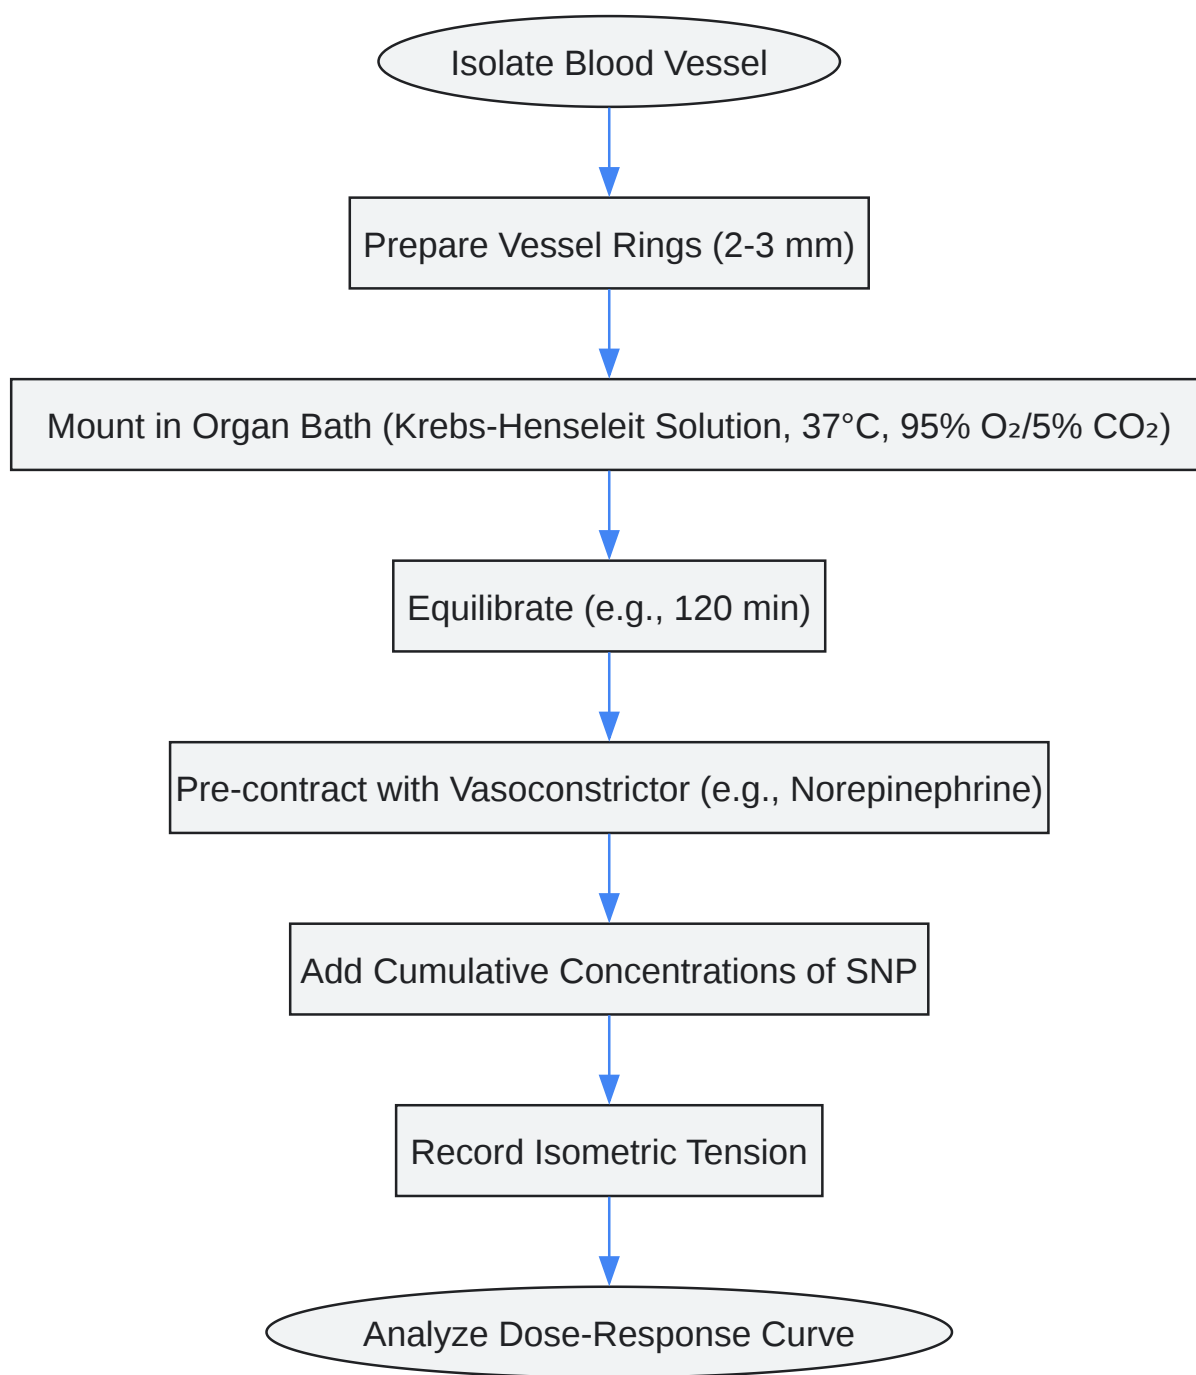 Isolate Blood Vessel
Prepare Vessel Rings (2-3 mm)
Mount in Organ Bath (Krebs-Henseleit Solution, 37°C, 95% O₂/5% CO₂)
Equilibrate (e.g., 120 min)
Pre-contract with Vasoconstrictor (e.g., Norepinephrine)
Add Cumulative Concentrations of SNP
Record Isometric Tension
Analyze Dose-Response Curve